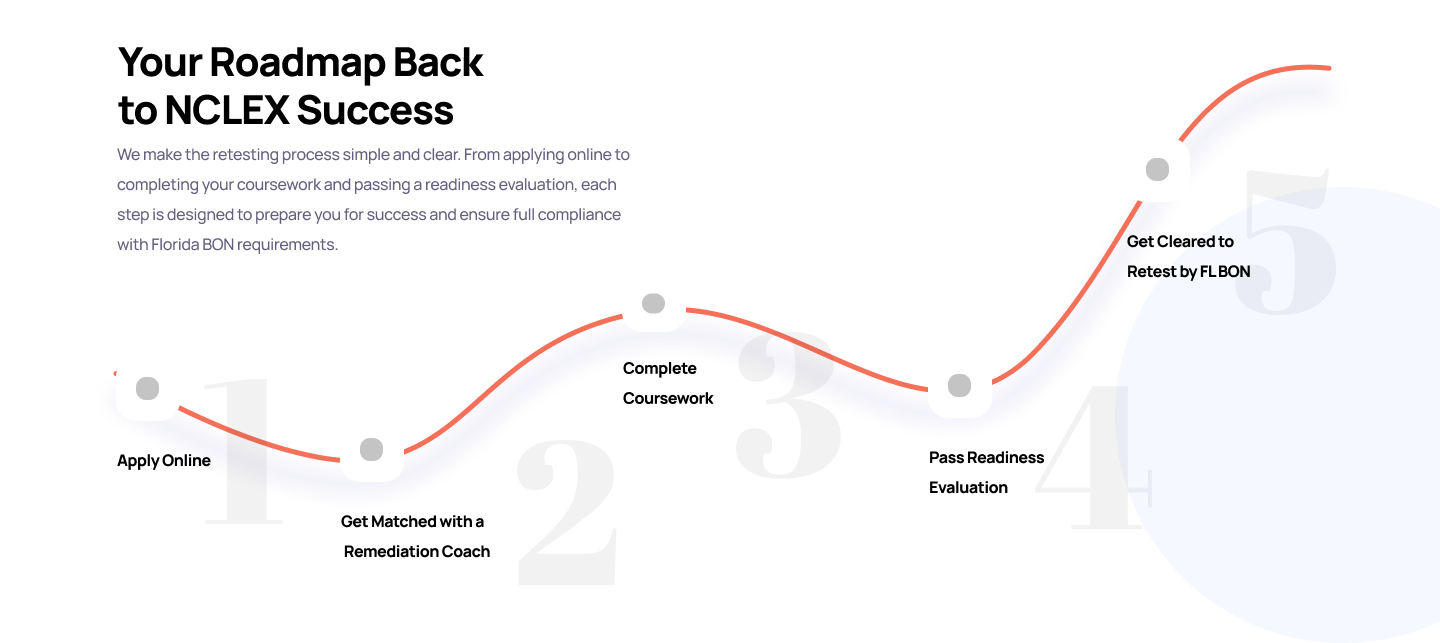 Your Roadmap Back
to NCLEX Success
We make the retesting process simple and clear. From applying online to
completing your coursework and passing a readiness evaluation, each
step is designed to prepare you for success and ensure full compliance
with Florida BON requirements.
1
Apply Online
2
Get Matched with a
Remediation Coach
3
Complete
Coursework
4
Pass Readiness
Evaluation
5
Get Cleared to
Retest by FL BON